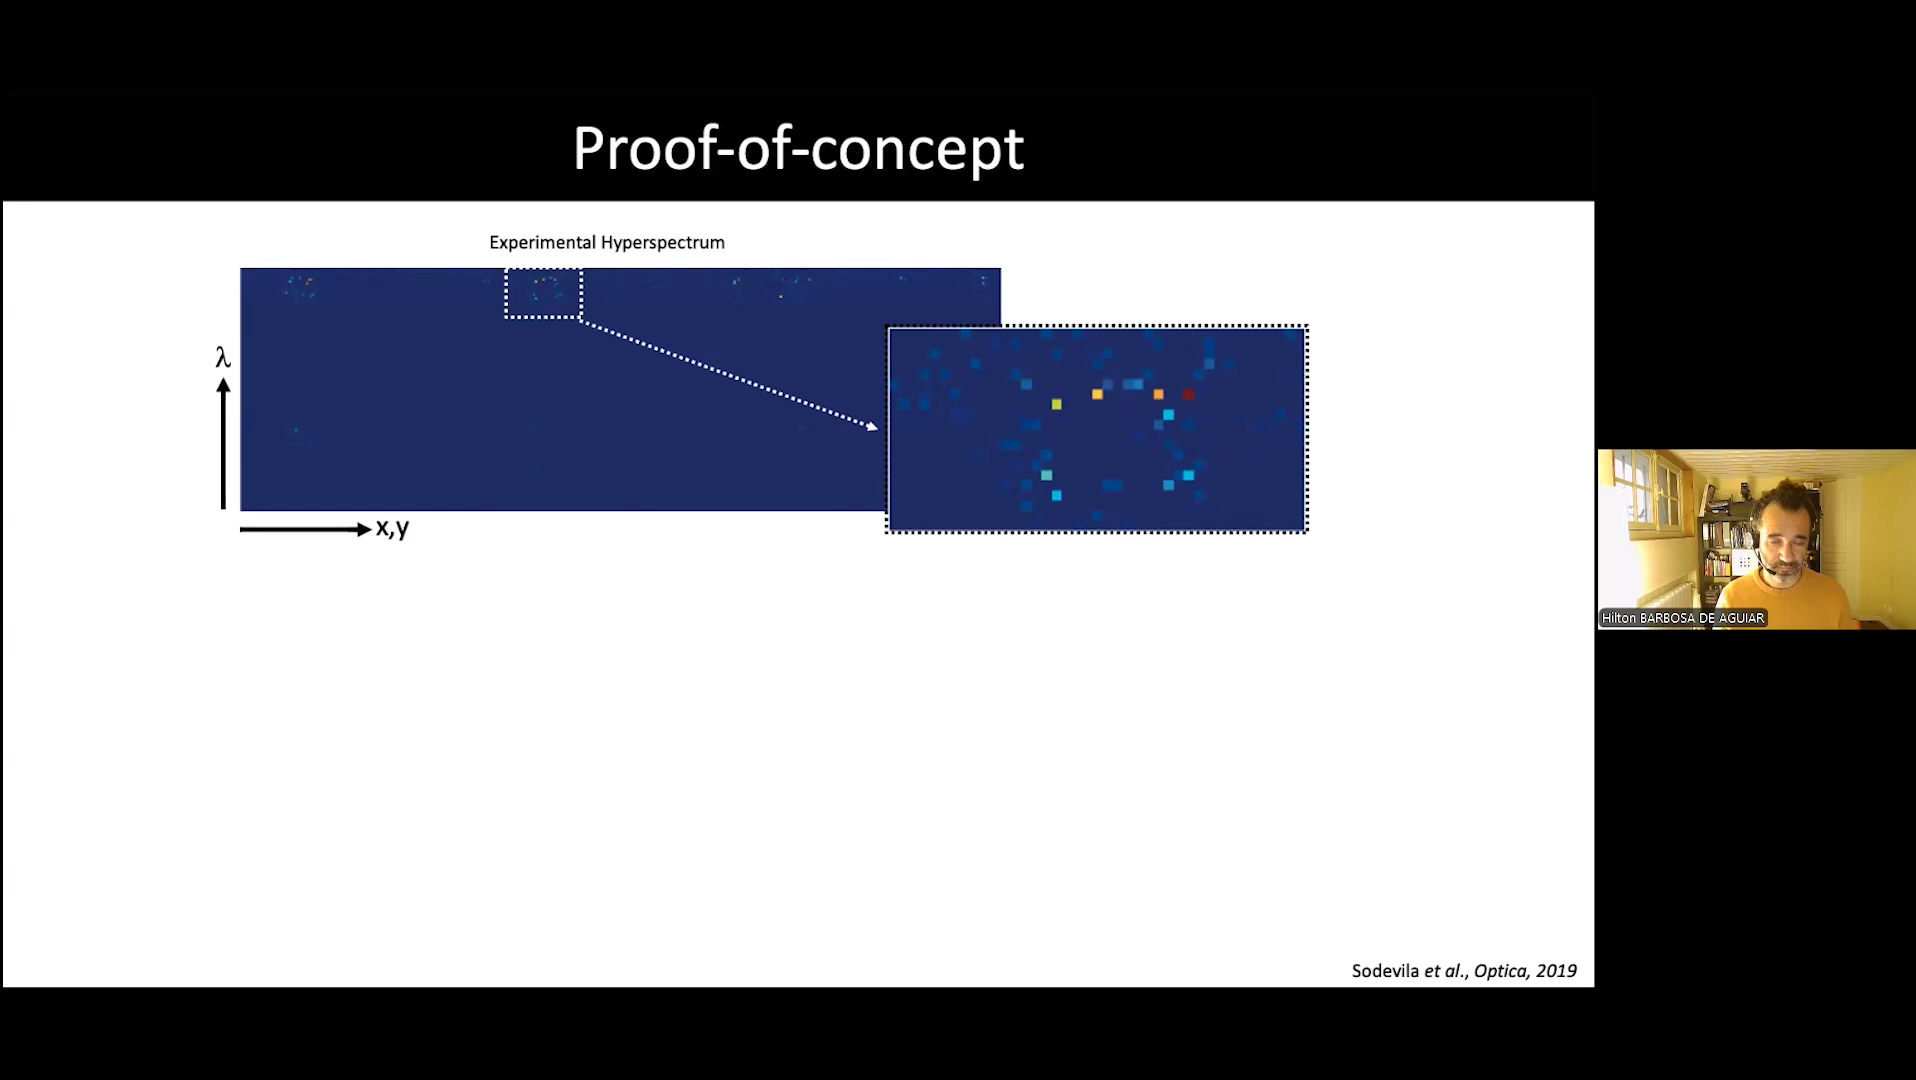 Proof-of-concept
Experimental Hyperspectrum
λ
x,y
Hilton BARBOSA DE AGUIAR
Sodevila et al., Optica, 2019